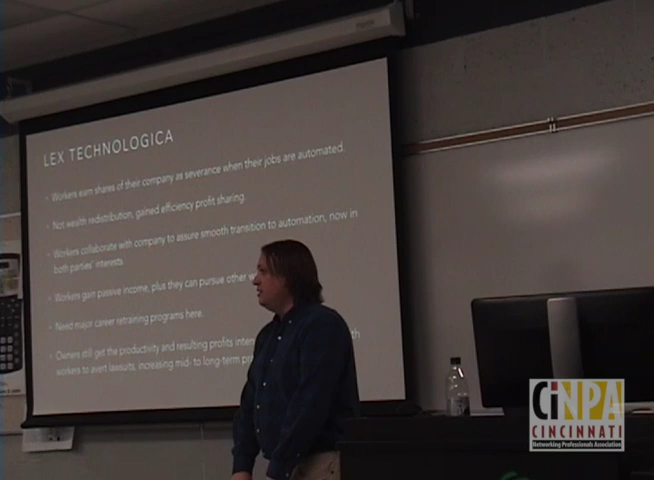 LEX TECHNOLOGICA
• Workers earn shares of their company as severance when their jobs are automated.
• Not wealth redistribution, gained efficiency profit sharing.
• Workers collaborate with company to assure smooth transition to automation, now in
both parties' interests.
• Workers gain passive income, plus they can pursue other w
• Need major career retraining programs here.
• Owners still get the productivity and resulting profits
workers to avert lawsuits, increasing mid- to long-term
CiNPA
CINCINNATI
Networking Professionals Association